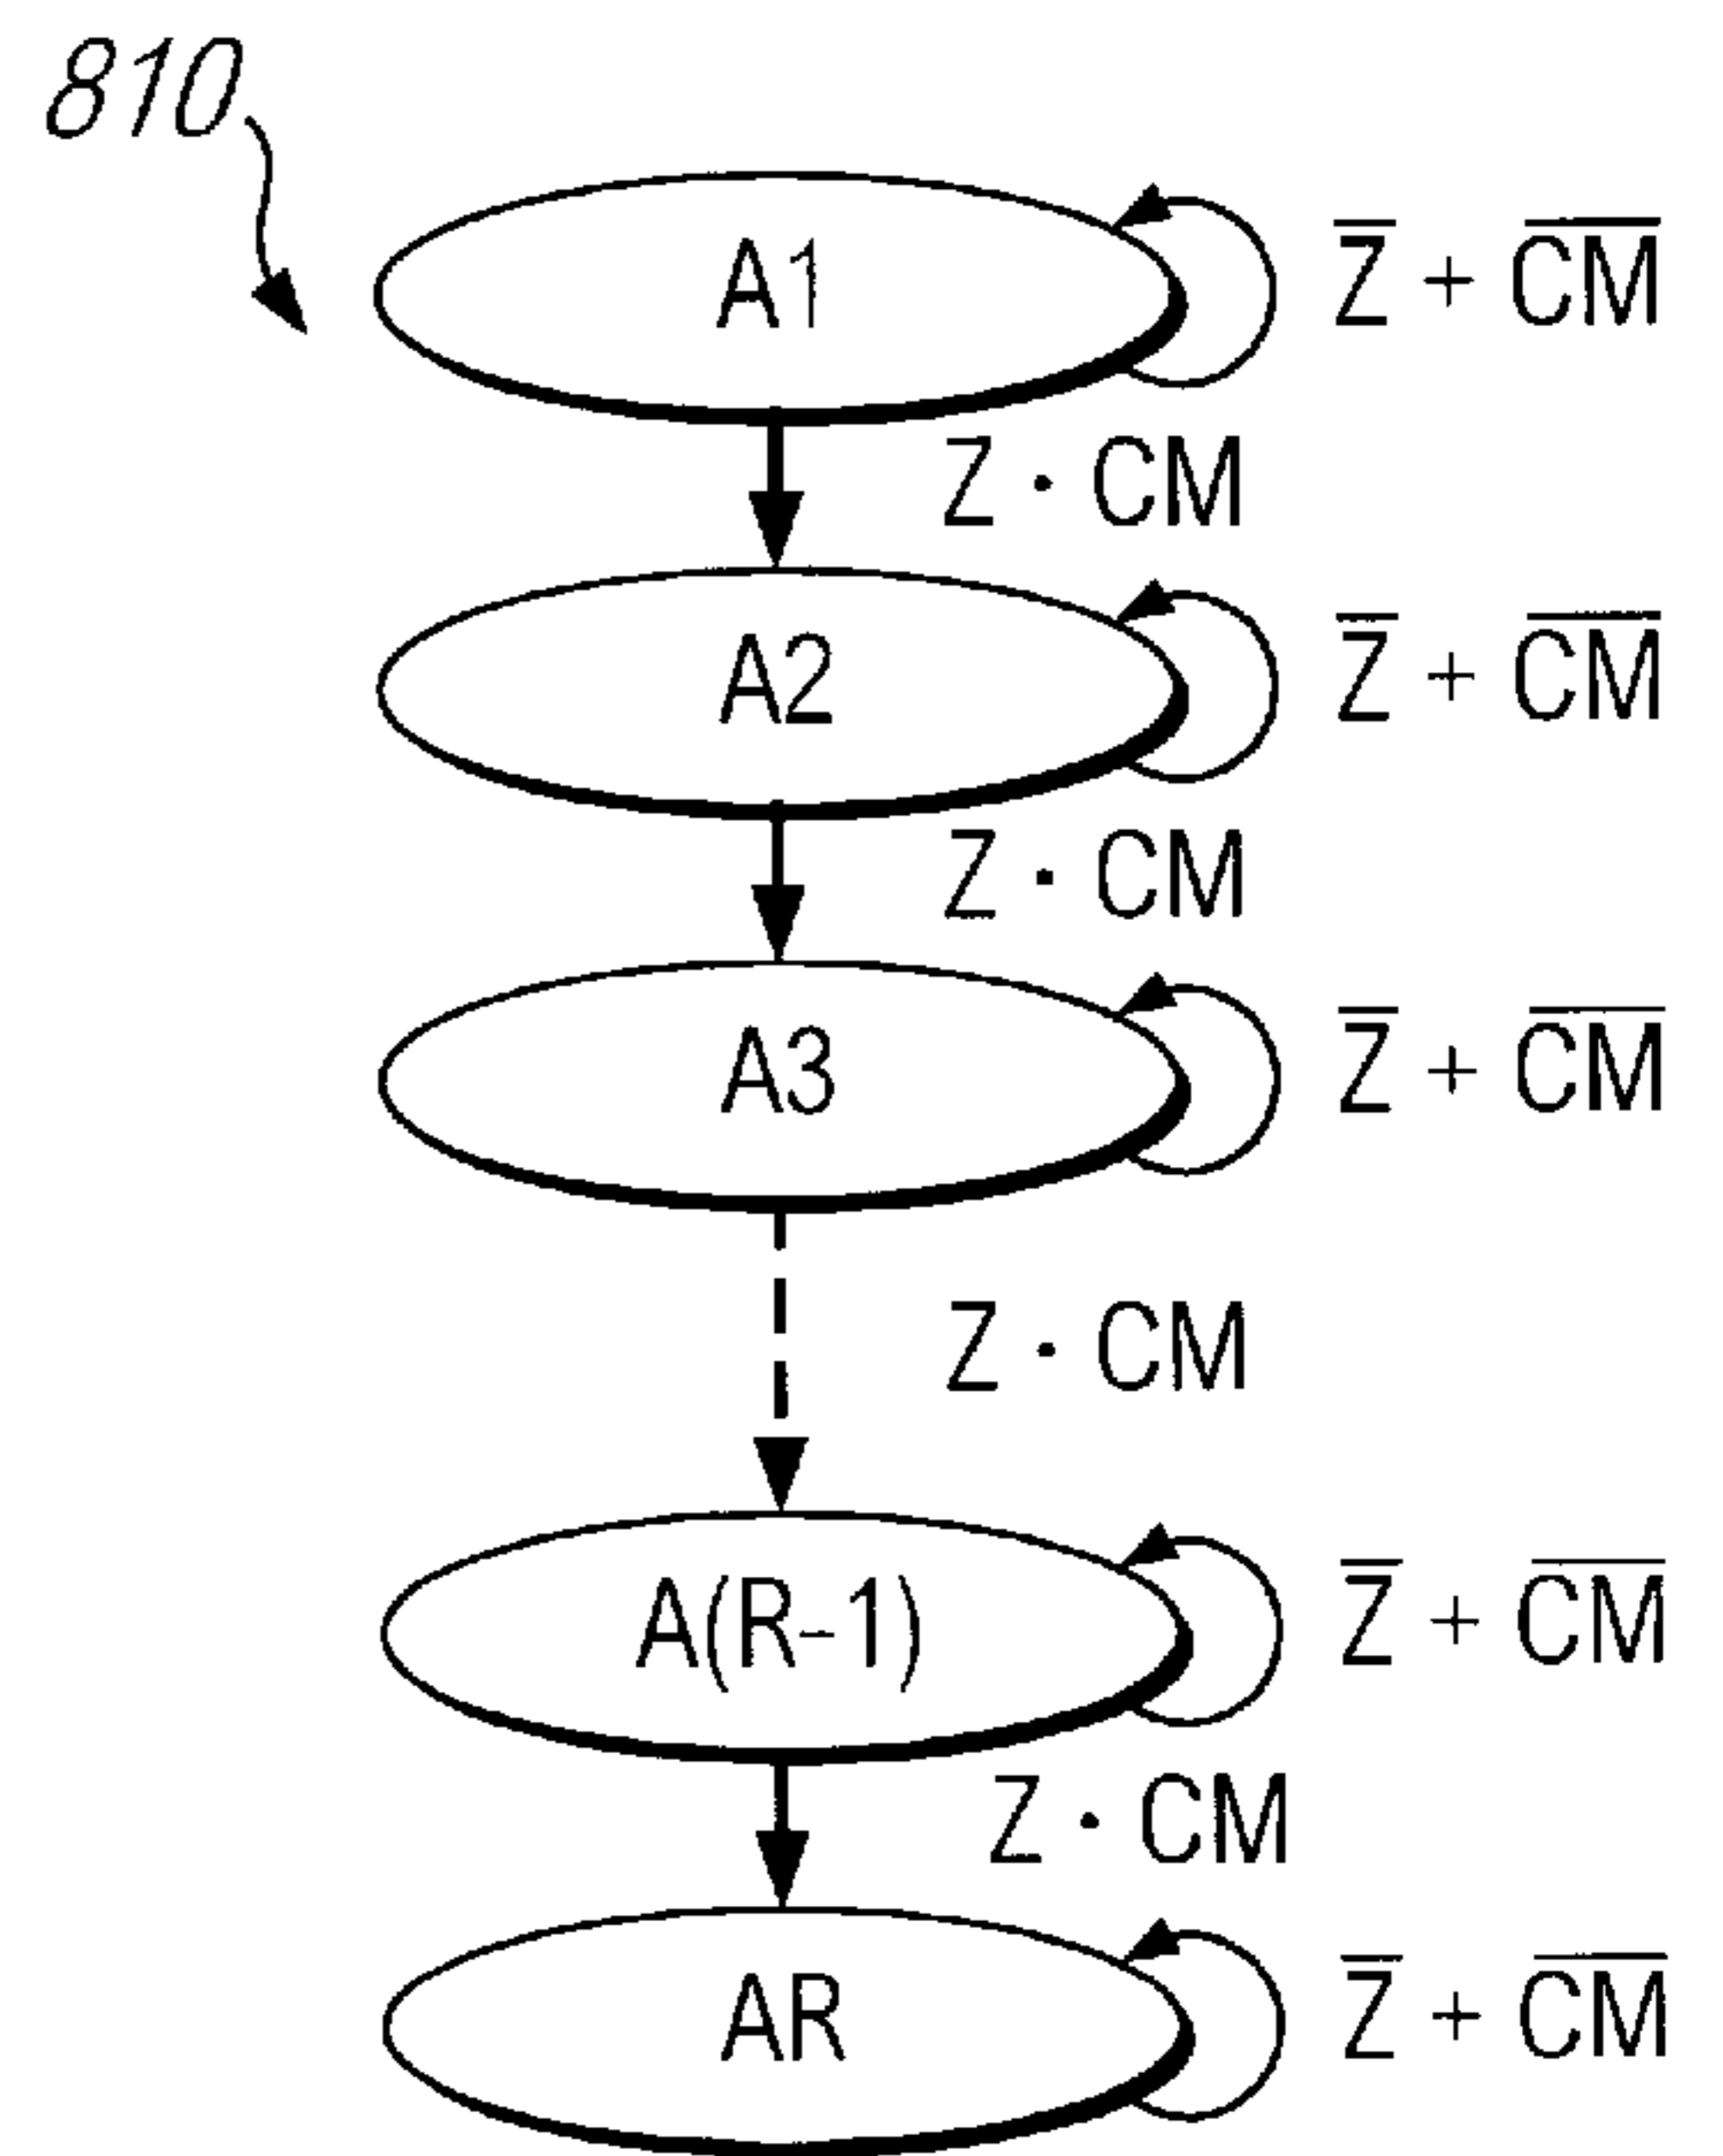 810
A1
Z̅ + C̅M̅
Z · CM
A2
Z̅ + C̅M̅
Z · CM
A3
Z̅ + C̅M̅
Z · CM
A(R-1)
Z̅ + C̅M̅
Z · CM
AR
Z̅ + C̅M̅